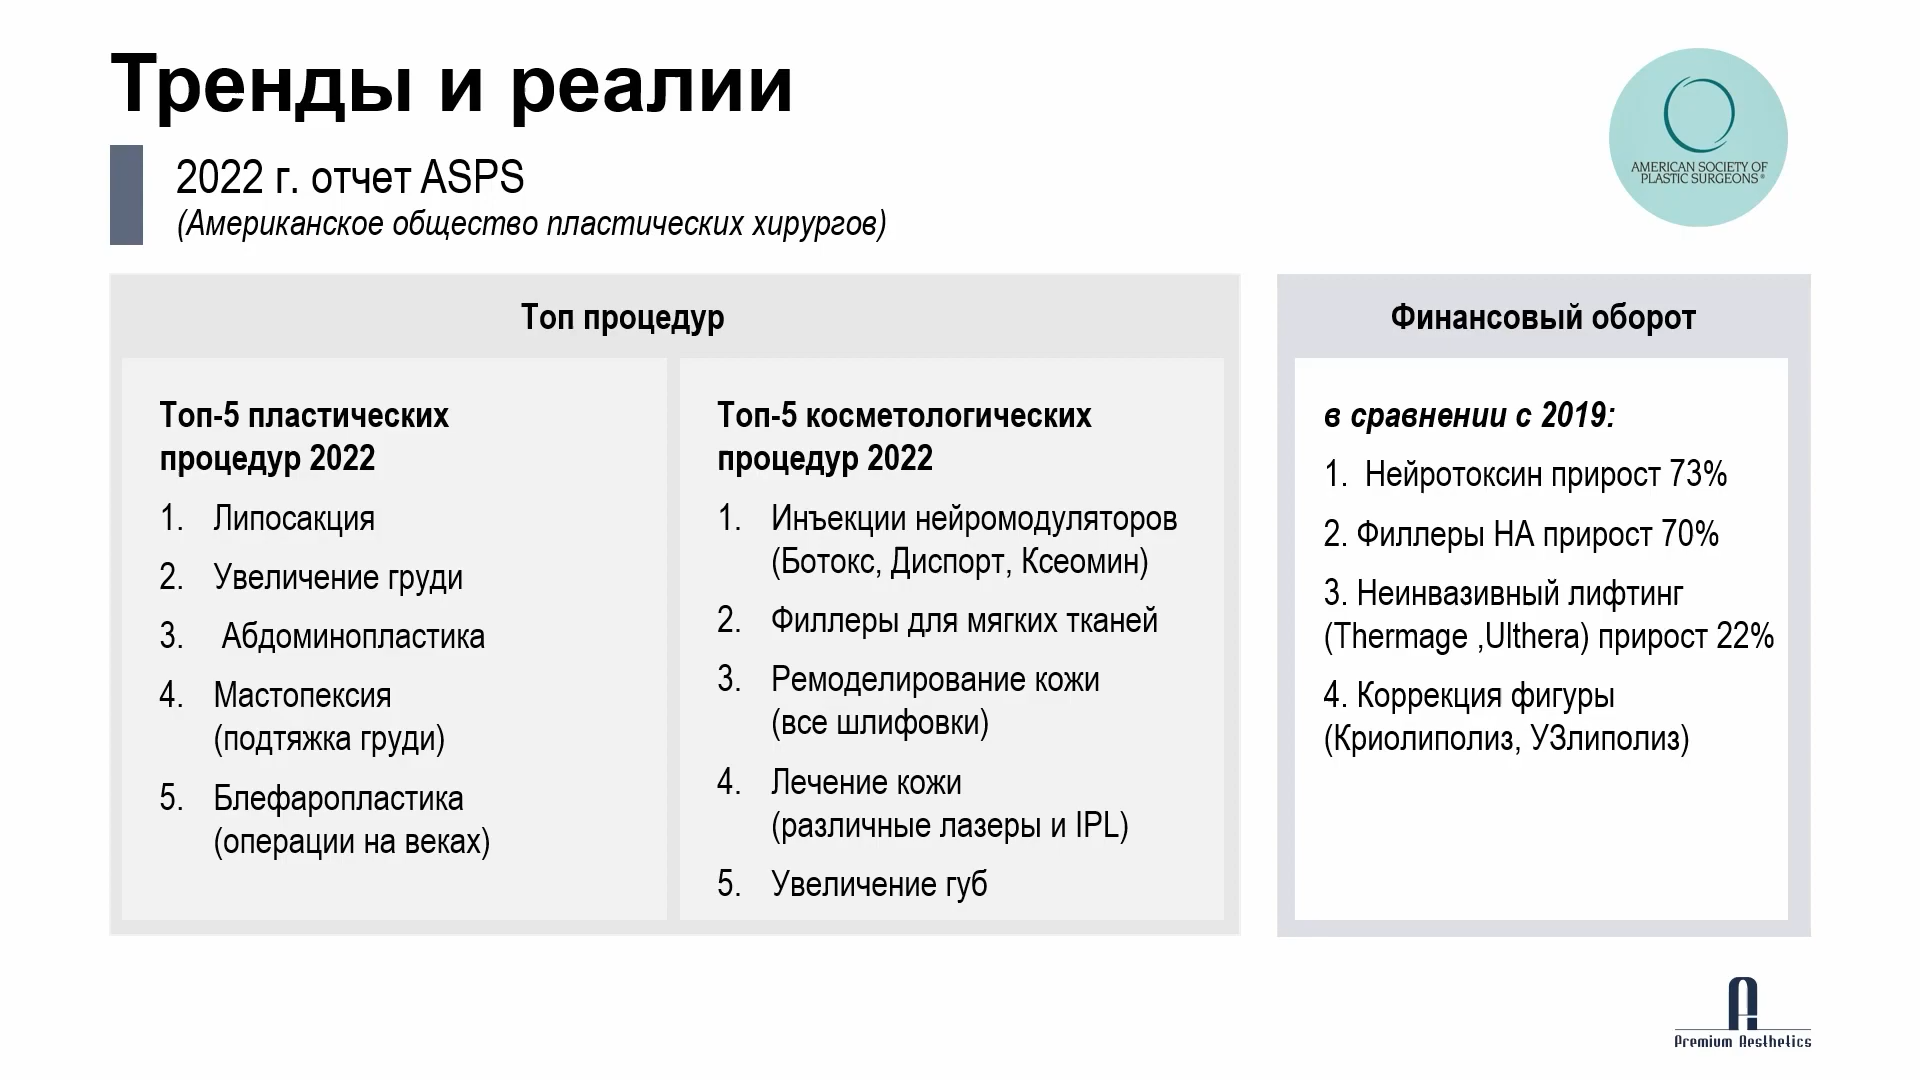 Тренды и реалии
2022 г. отчет ASPS
(Американское общество пластических хирургов)
AMERICAN SOCIETY OF
PLASTIC SURGEONS®
Топ процедур
Топ-5 пластических
процедур 2022
1. Липосакция
2. Увеличение груди
3. Абдоминопластика
4. Мастопексия
(подтяжка груди)
5. Блефаропластика
(операции на веках)
Топ-5 косметологических
процедур 2022
1. Инъекции нейромодуляторов
(Ботокс, Диспорт, Ксеомин)
2. Филлеры для мягких тканей
3. Ремоделирование кожи
(все шлифовки)
4. Лечение кожи
(различные лазеры и IPL)
5. Увеличение губ
Финансовый оборот
в сравнении с 2019:
1. Нейротоксин прирост 73%
2. Филлеры НА прирост 70%
3. Неинвазивный лифтинг
(Thermage ,Ulthera) прирост 22%
4. Коррекция фигуры
(Криолиполиз, УЗлиполиз)
Premium Aesthetics